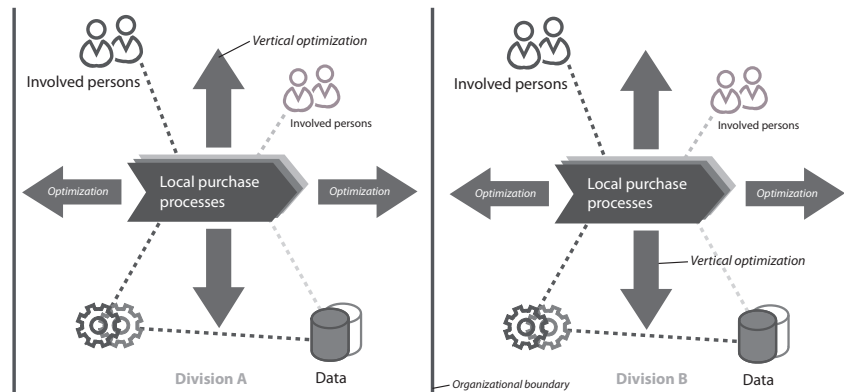 Vertical optimization
Involved persons
Involved persons
Optimization
Local purchase
processes
Optimization
Division A
Data
Involved persons
Involved persons
Optimization
Local purchase
processes
Optimization
Vertical optimization
Organizational boundary
Division B
Data